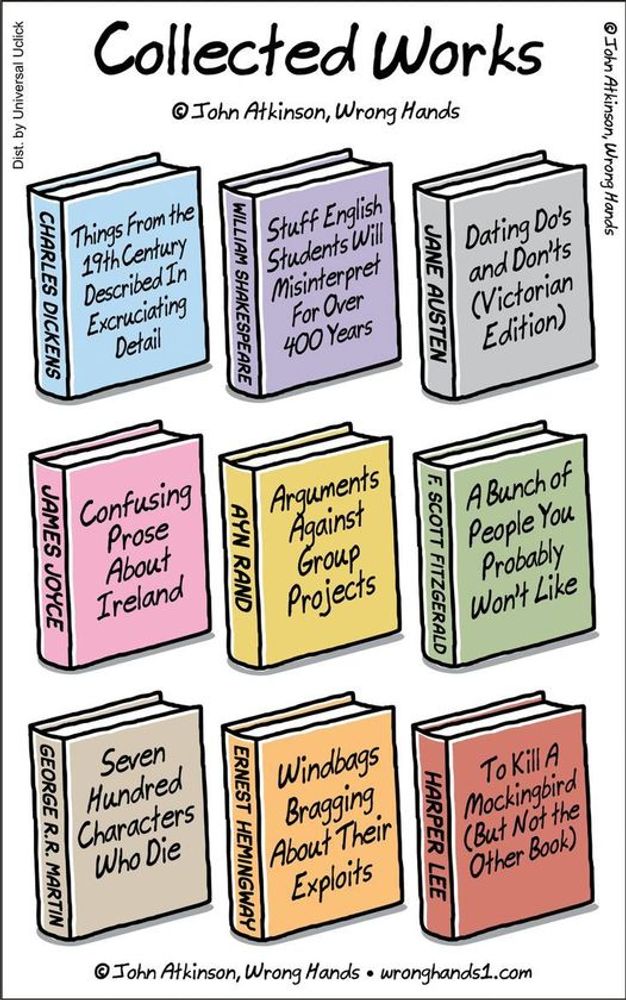 Collected Works
© John Atkinson, Wrong Hands
Dist. by Universal Uclick
© John Atkinson, Wrong Hands
CHARLES DICKENS
Things From the
19th Century
Described In
Excruciating
Detail
WILLIAM SHAKESPEARE
Stuff English
Students Will
Misinterpret
For Over
400 Years
JANE AUSTEN
Dating Do's
and Don'ts
(Victorian
Edition)
JAMES JOYCE
Confusing
Prose
About
Ireland
AYN RAND
Arguments
Against
Group
Projects
F. SCOTT FITZGERALD
A Bunch of
People You
Probably
Won't Like
GEORGE R.R. MARTIN
Seven
Hundred
Characters
Who Die
ERNEST HEMINGWAY
Windbags
Bragging
About Their
Exploits
HARPER LEE
To Kill A
Mockingbird
(But Not the
Other Book)
© John Atkinson, Wrong Hands • wronghands1.com